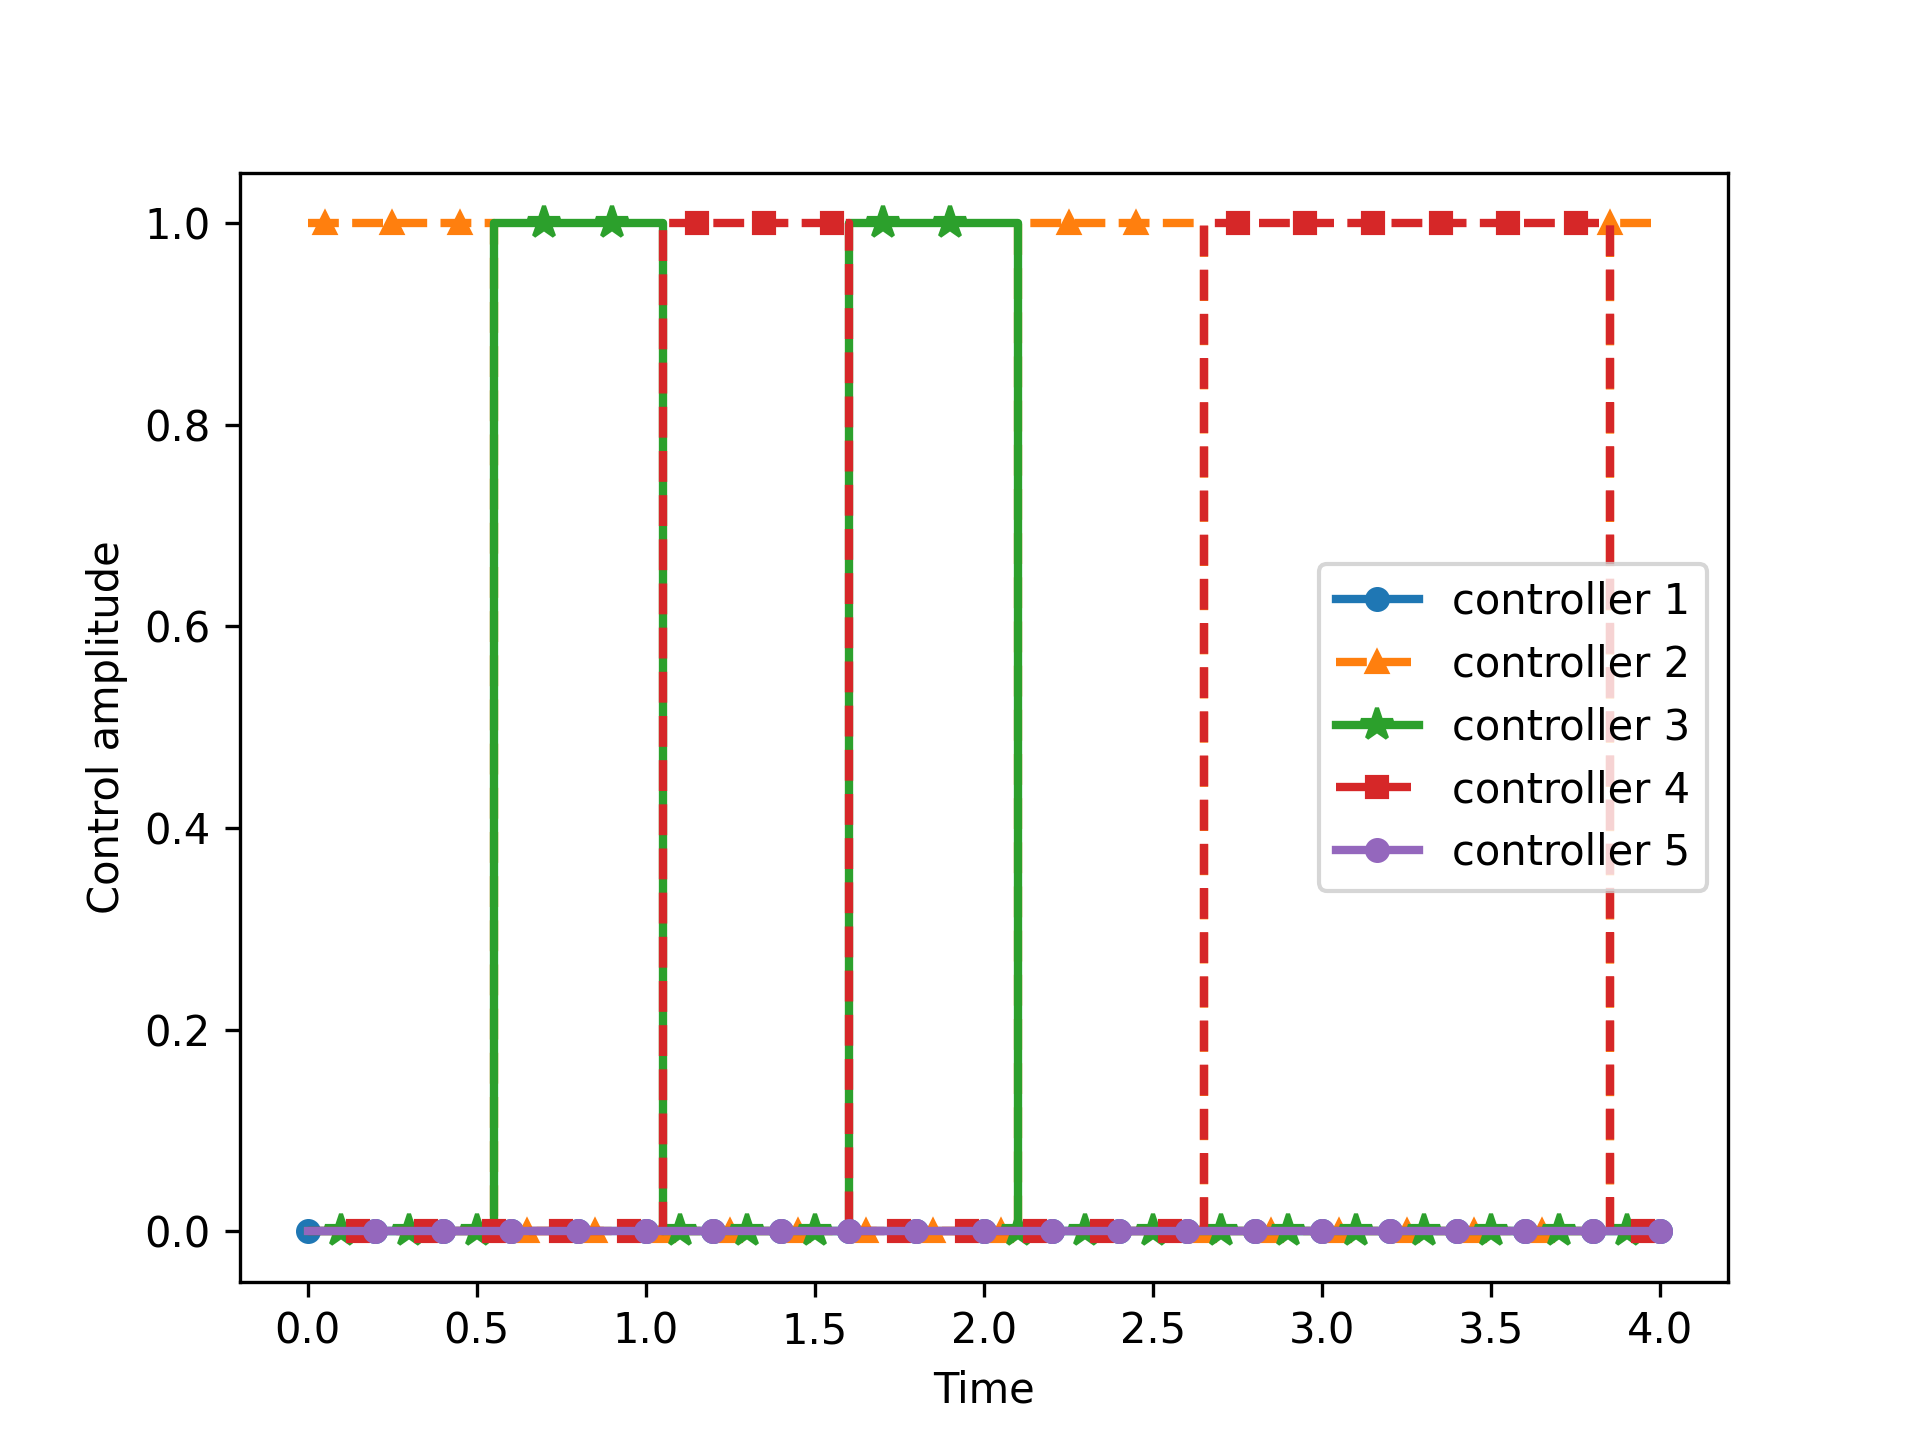 1.0
0.8
0.6
0.4
0.2
0.0
Control amplitude
controller 1
controller 2
controller 3
controller 4
controller 5
0.0 0.5 1.0 1.5 2.0 2.5 3.0 3.5 4.0
Time